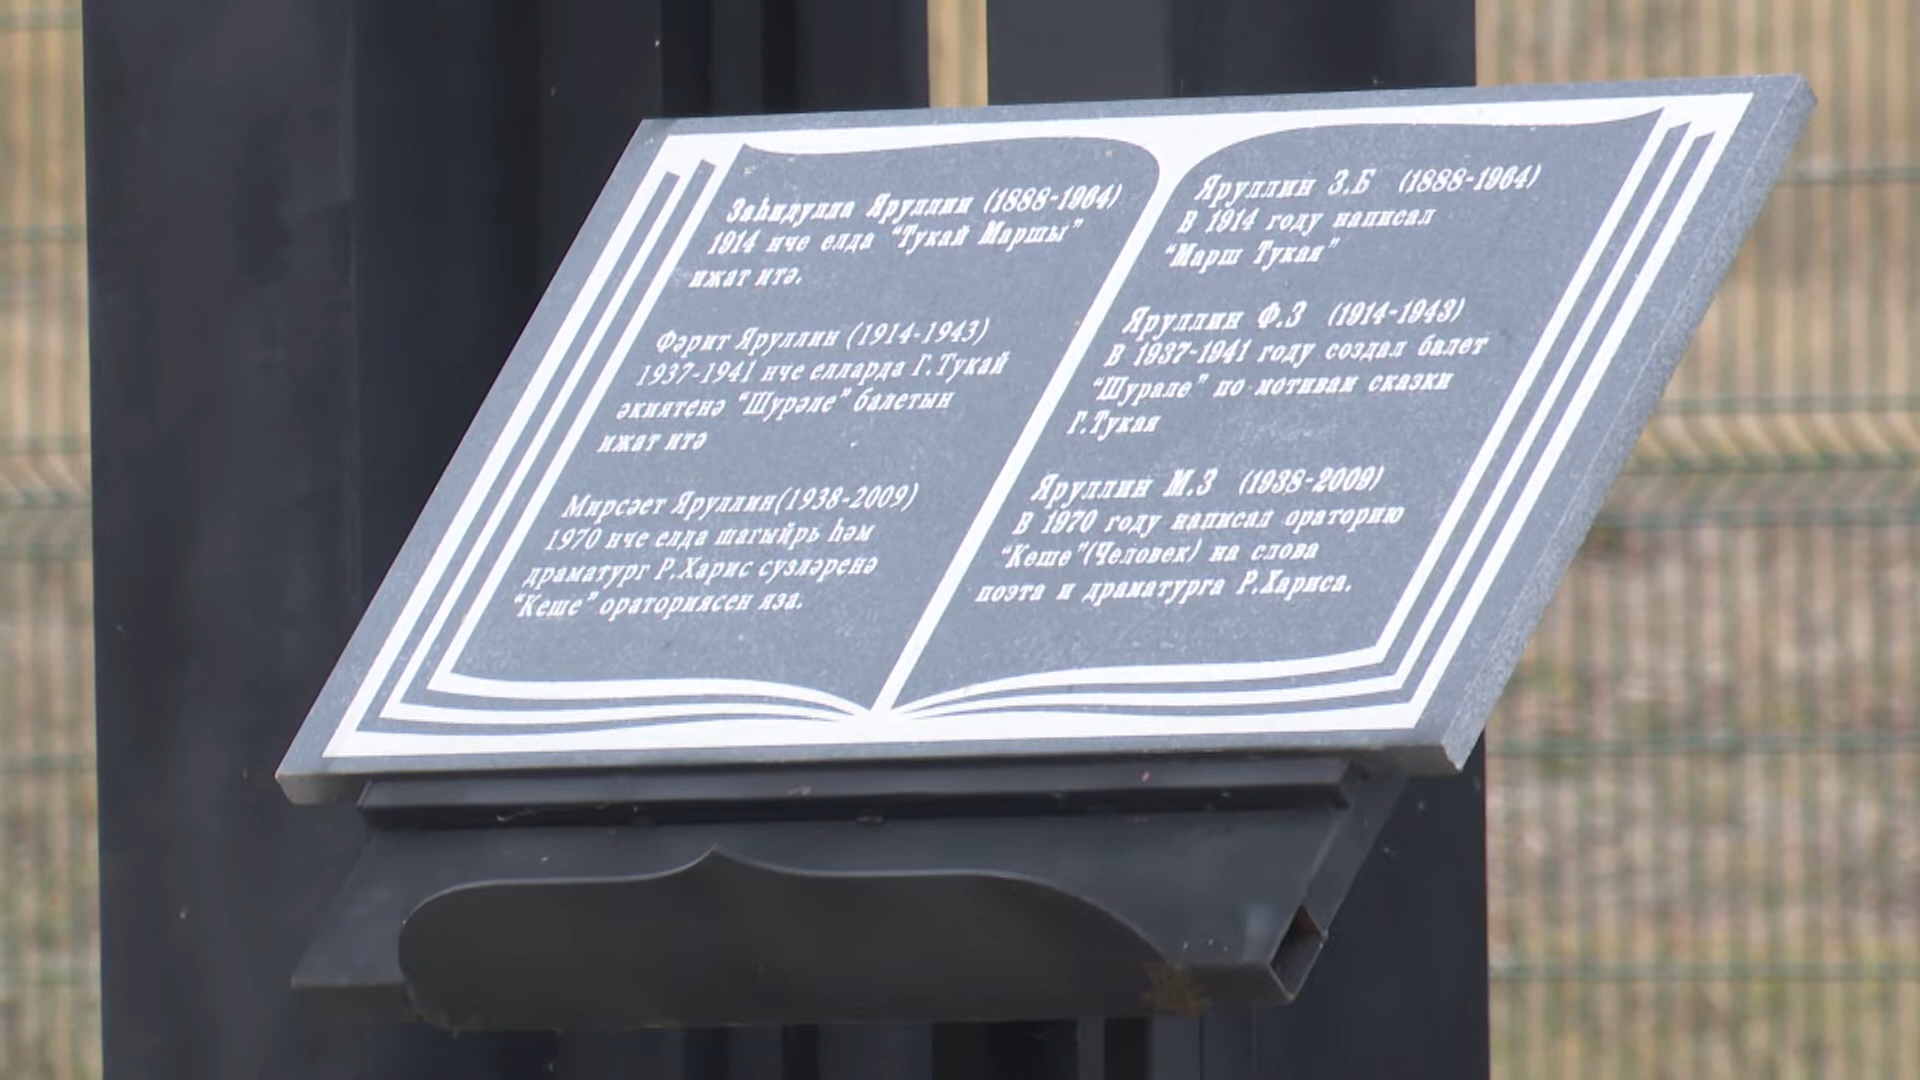 Заһидулла Яруллин (1888-1964)
1914 нче елда “Тукай Маршы”
иҗат итә.
Фәрит Яруллин (1914-1943)
1937-1941 нче елларда Г.Тукай
әкиятенә “Шүрәле” балетын
иҗат итә
Мирсәет Яруллин(1938-2009)
1970 нче елда шагыйрь һәм
драматург Р.Харис сүзләренә
“Кеше” ораториясен яза.
Яруллин З.Б (1888-1964)
В 1914 году написал
“Марш Тукая”
Яруллин Ф.З (1914-1943)
В 1937-1941 году создал балет
“Шурале” по мотивам сказки
Г.Тукая
Яруллин М.З (1938-2009)
В 1970 году написал ораторию
“Кеше”(Человек) на слова
поэта и драматурга Р.Хариса.